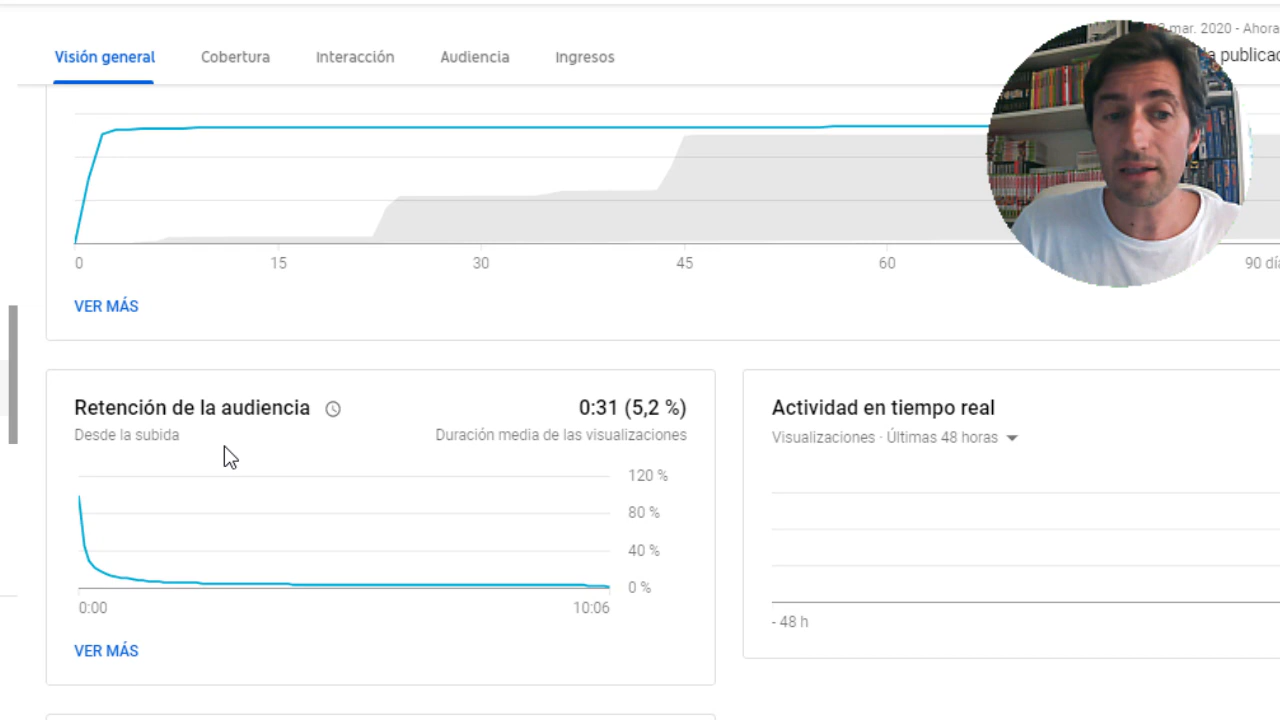 mar. 2020 - Ahora
Visión general Cobertura Interacción Audiencia Ingresos
la publicac
0 15 30 45 60 90 día
VER MÁS
Retención de la audiencia 0:31 (5,2 %)
Desde la subida Duración media de las visualizaciones
120 %
80 %
40 %
0 %
0:00 10:06
VER MÁS
Actividad en tiempo real
Visualizaciones · Últimas 48 horas
- 48 h